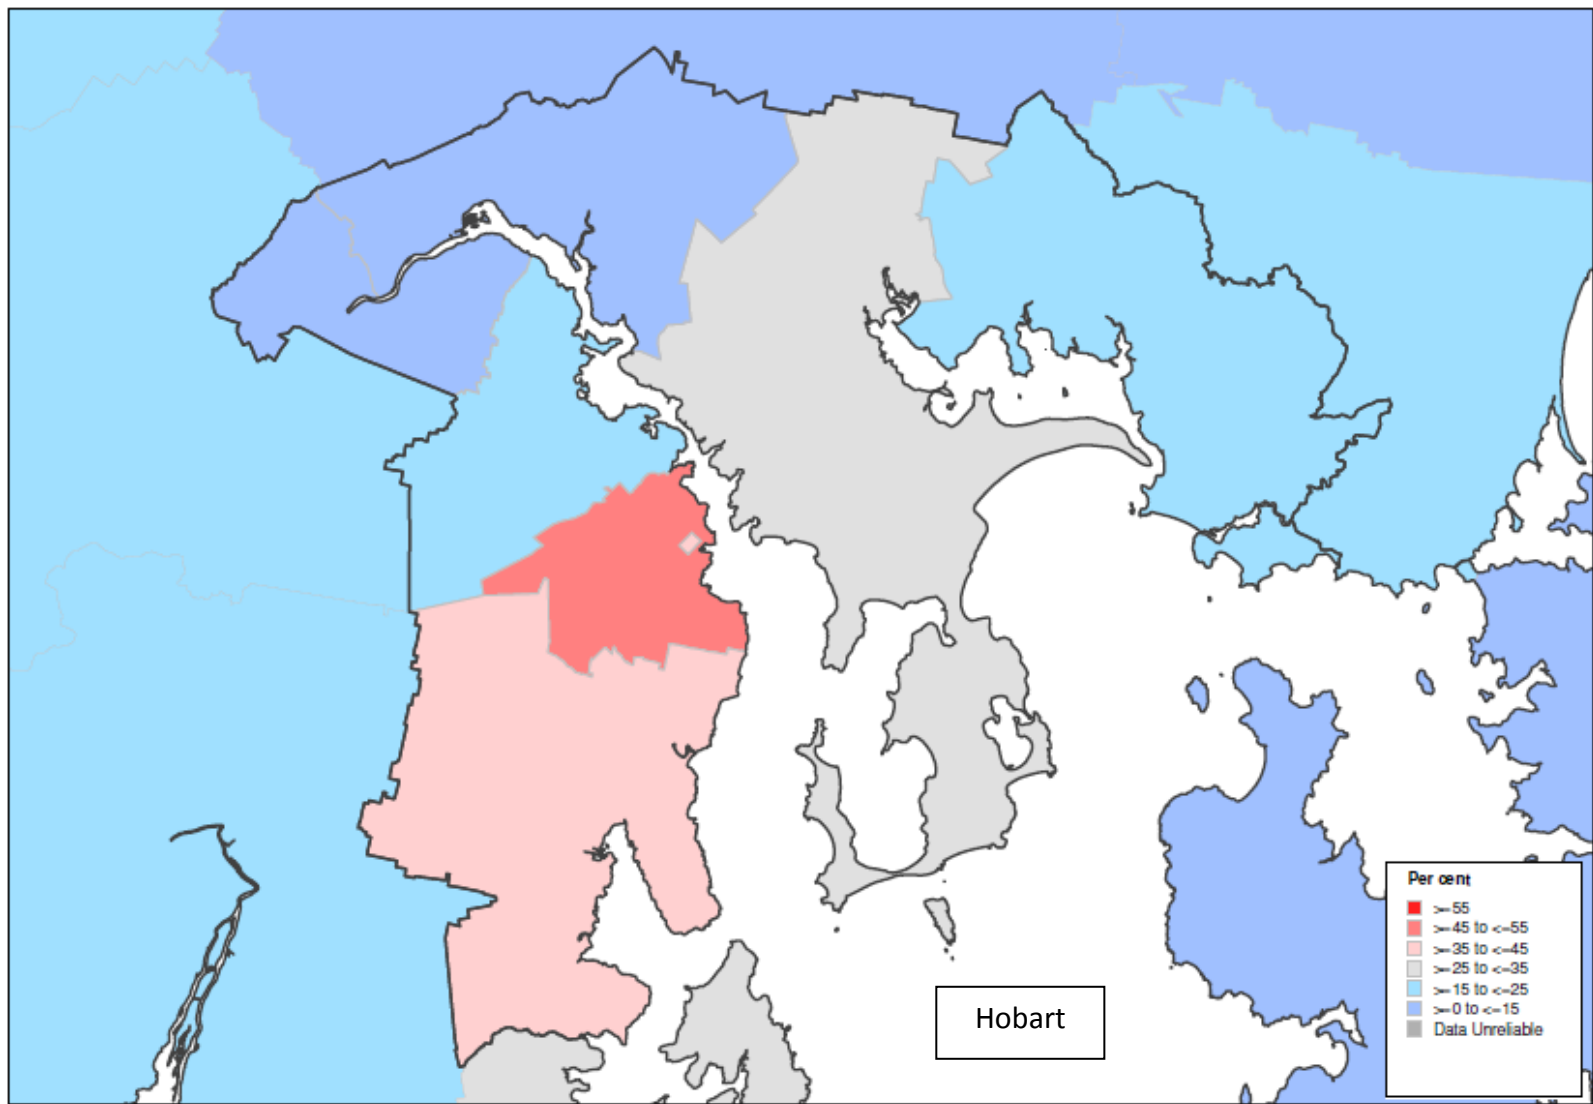 Hobart
Per cent
>=55
>=45 to <=55
>=35 to <=45
>=25 to <=35
>=15 to <=25
>=0 to <=15
Data Unreliable